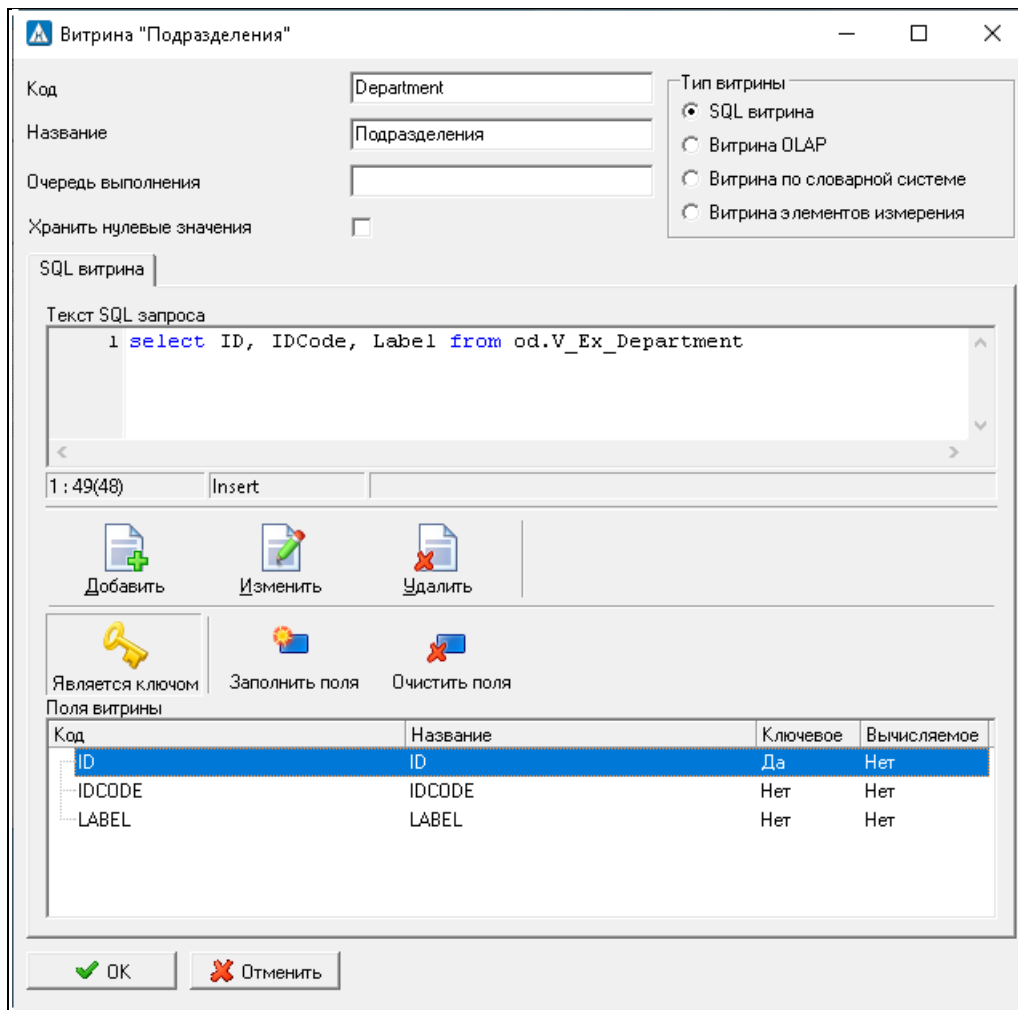 Витрина "Подразделения"
Код
Department
Название
Подразделения
Очередь выполнения
Хранить нулевые значения
Тип витрины
SQL витрина
Витрина OLAP
Витрина по словарной системе
Витрина элементов измерения
SQL витрина
Текст SQL запроса
1 select ID, IDCode, Label from od.V_Ex_Department
1 : 49(48) Insert
Добавить Изменить Удалить
Является ключом Заполнить поля Очистить поля
Поля витрины
Код Название Ключевое Вычисляемое
ID ID Да Нет
IDCODE IDCODE Нет Нет
LABEL LABEL Нет Нет
OK Отменить